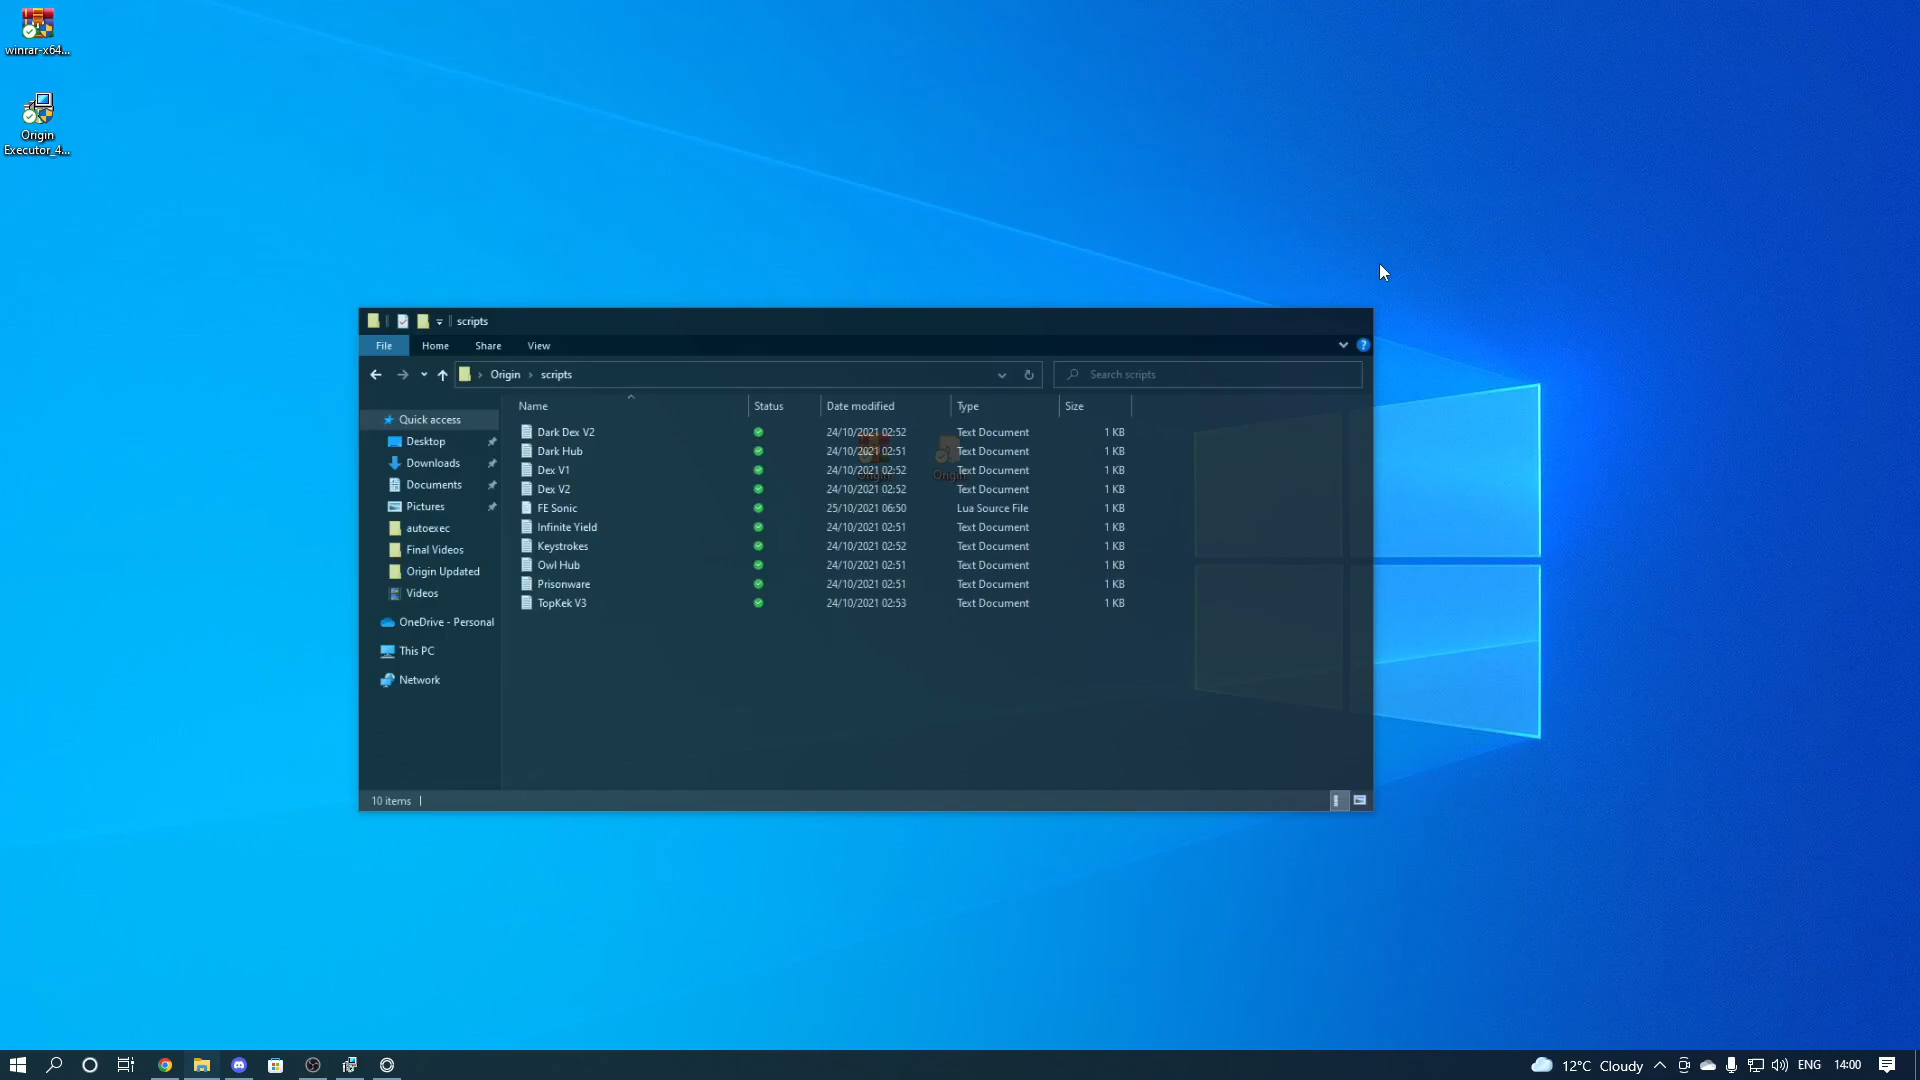 winrar-x64...
Origin
Executor_4...
scripts
File Home Share View
Origin scripts
Search scripts
Name Status Date modified Type Size
Quick access
Desktop
Downloads
Documents
Pictures
autoexec
Final Videos
Origin Updated
Videos
OneDrive - Personal
This PC
Network
Dark Dex V2 24/10/2021 02:52 Text Document 1 KB
Dark Hub 24/10/2021 02:51 Text Document 1 KB
Dex V1 24/10/2021 02:52 Text Document 1 KB
Dex V2 24/10/2021 02:52 Text Document 1 KB
FE Sonic 25/10/2021 06:50 Lua Source File 1 KB
Infinite Yield 24/10/2021 02:51 Text Document 1 KB
Keystrokes 24/10/2021 02:52 Text Document 1 KB
Owl Hub 24/10/2021 02:51 Text Document 1 KB
Prisonware 24/10/2021 02:51 Text Document 1 KB
TopKek V3 24/10/2021 02:53 Text Document 1 KB
Origin Origin
10 items
12°C Cloudy ENG 14:00